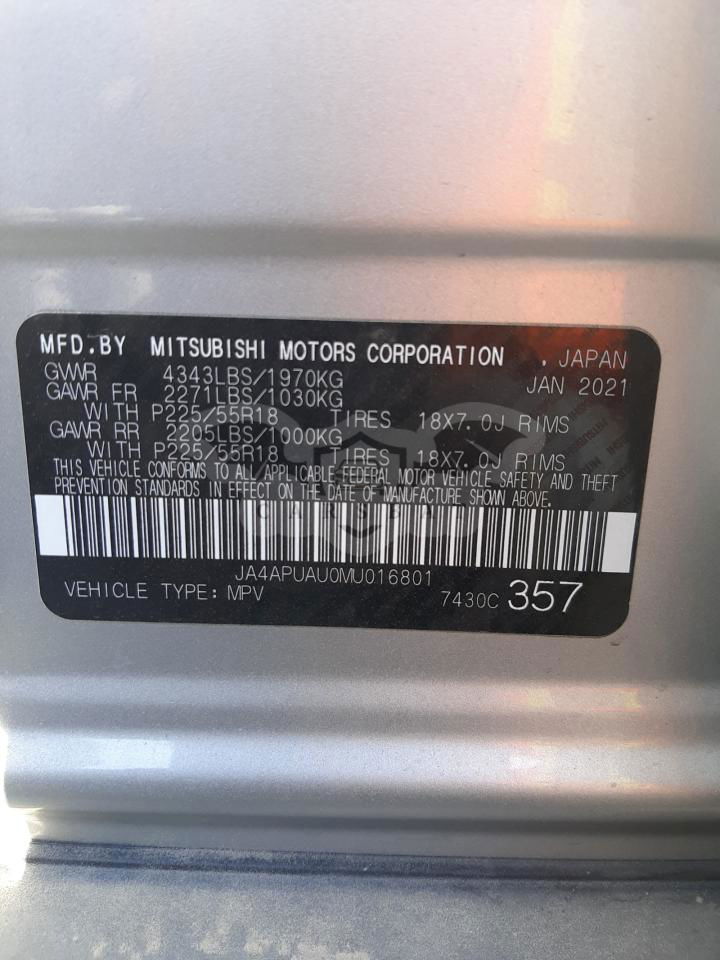 MFD.BY MITSUBISHI MOTORS CORPORATION , JAPAN
GVWR 4343LBS/1970KG JAN 2021
GAWR FR 2271LBS/1030KG
WITH P225/55R18 TIRES 18X7.0J RIMS
GAWR RR 2205LBS/1000KG
WITH P225/55R18 TIRES 18X7.0J RIMS
THIS VEHICLE CONFORMS TO ALL APPLICABLE FEDERAL MOTOR VEHICLE SAFETY AND THEFT
PREVENTION STANDARDS IN EFFECT ON THE DATE OF MANUFACTURE SHOWN ABOVE.
JA4APUAU0MU016801
VEHICLE TYPE: MPV 7430C 357